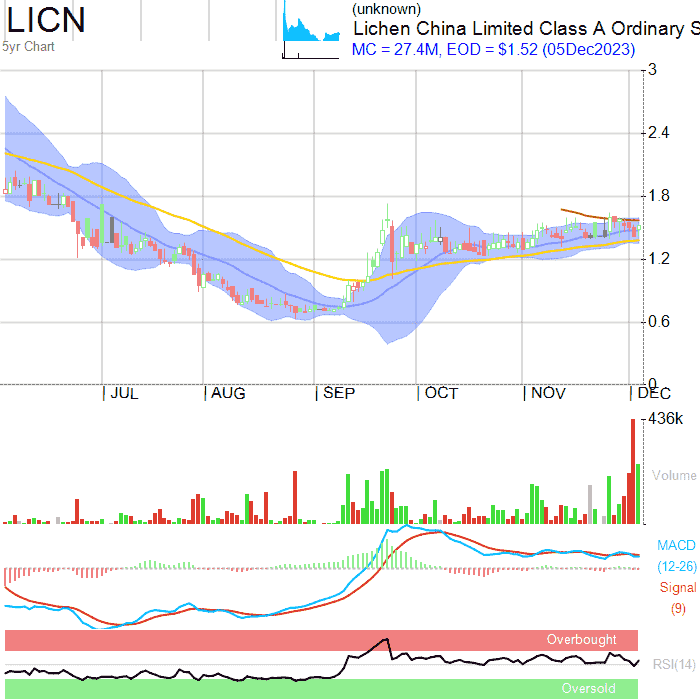 LICN
5yr Chart
(unknown)
Lichen China Limited Class A Ordinary S
MC = 27.4M, EOD = $1.52 (05Dec2023)
3
2.4
1.8
1.2
0.6
0
JUL AUG SEP OCT NOV DEC
436k
Volume
MACD
(12-26)
Signal
(9)
Overbought
RSI(14)
Oversold